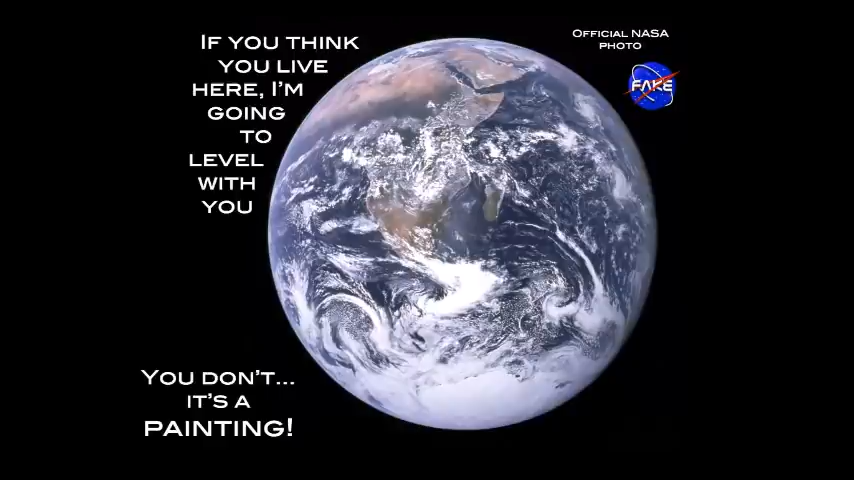 IF YOU THINK
YOU LIVE
HERE, I'M
GOING
TO
LEVEL
WITH
YOU
OFFICIAL NASA
PHOTO
FAKE
YOU DON'T...
IT'S A
PAINTING!